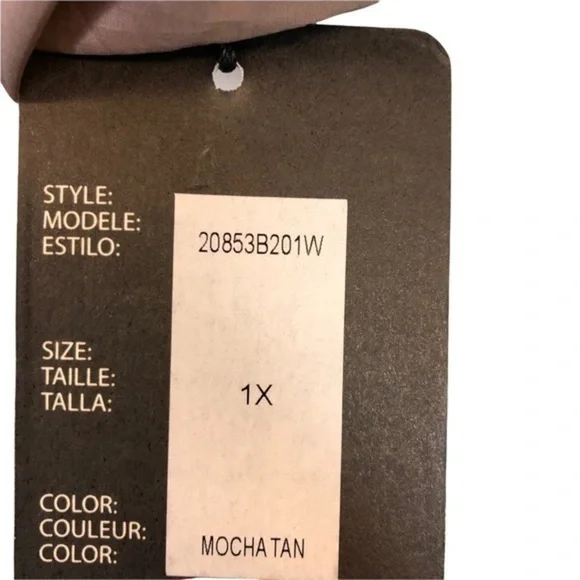 STYLE:
MODELE:
ESTILO:
20853B201W
SIZE:
TAILLE:
TALLA:
1X
COLOR:
COULEUR:
COLOR:
MOCHA TAN